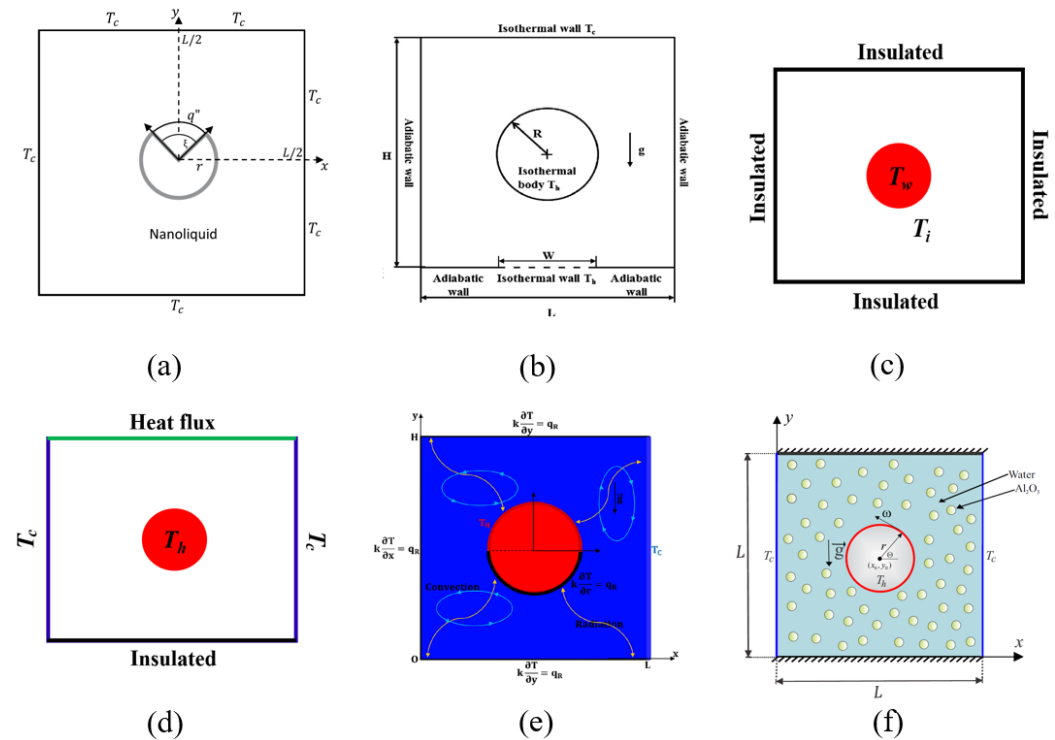 T_c y T_c
L/2
q"
ξ
T_c
T_c
L/2
r
x
Nanoliquid
T_c
T_c
(a)
Isothermal wall T_c
Adiabatic wall
H
R
g
Isothermal
body T_h
Adiabatic wall
W
Adiabatic wall
Isothermal wall T_h
Adiabatic wall
L
(b)
Insulated
Insulated
T_w
T_i
Insulated
Insulated
(c)
Heat flux
T_c
T_h
T_c
Insulated
(d)
y
k ∂T/∂y = q_R
H
g
T_H
k ∂T/∂x = q_R
T_C
k ∂T/∂r = q_R
Convection
Radiation
O
L
x
k ∂T/∂y = q_R
(e)
y
Water
Al₂O₃
ω
L
g
r
Θ
(x₀, y₀)
T_c
T_h
T_c
x
L
(f)